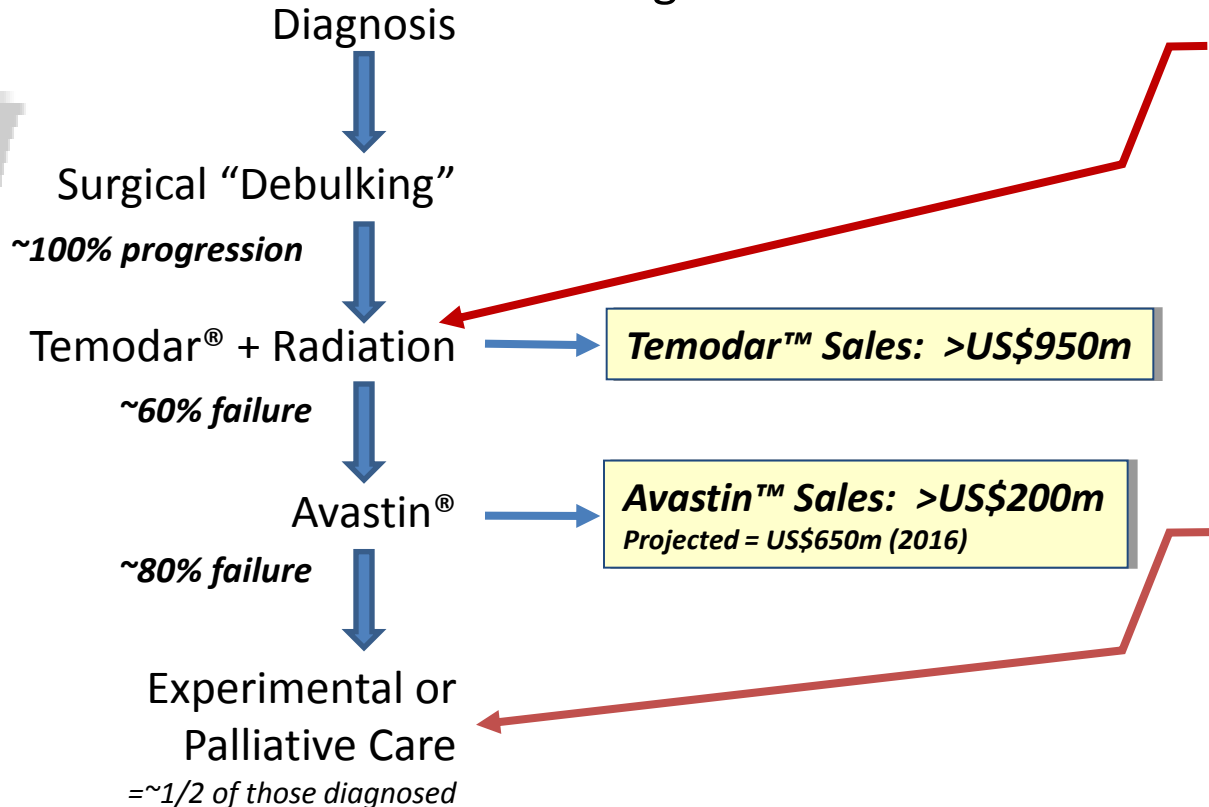 Diagnosis
Surgical “Debulking”
~100% progression
Temodar® + Radiation
Temodar™ Sales: >US$950m
~60% failure
Avastin®
Avastin™ Sales: >US$200m
Projected = US$650m (2016)
~80% failure
Experimental or
Palliative Care
=~1/2 of those diagnosed